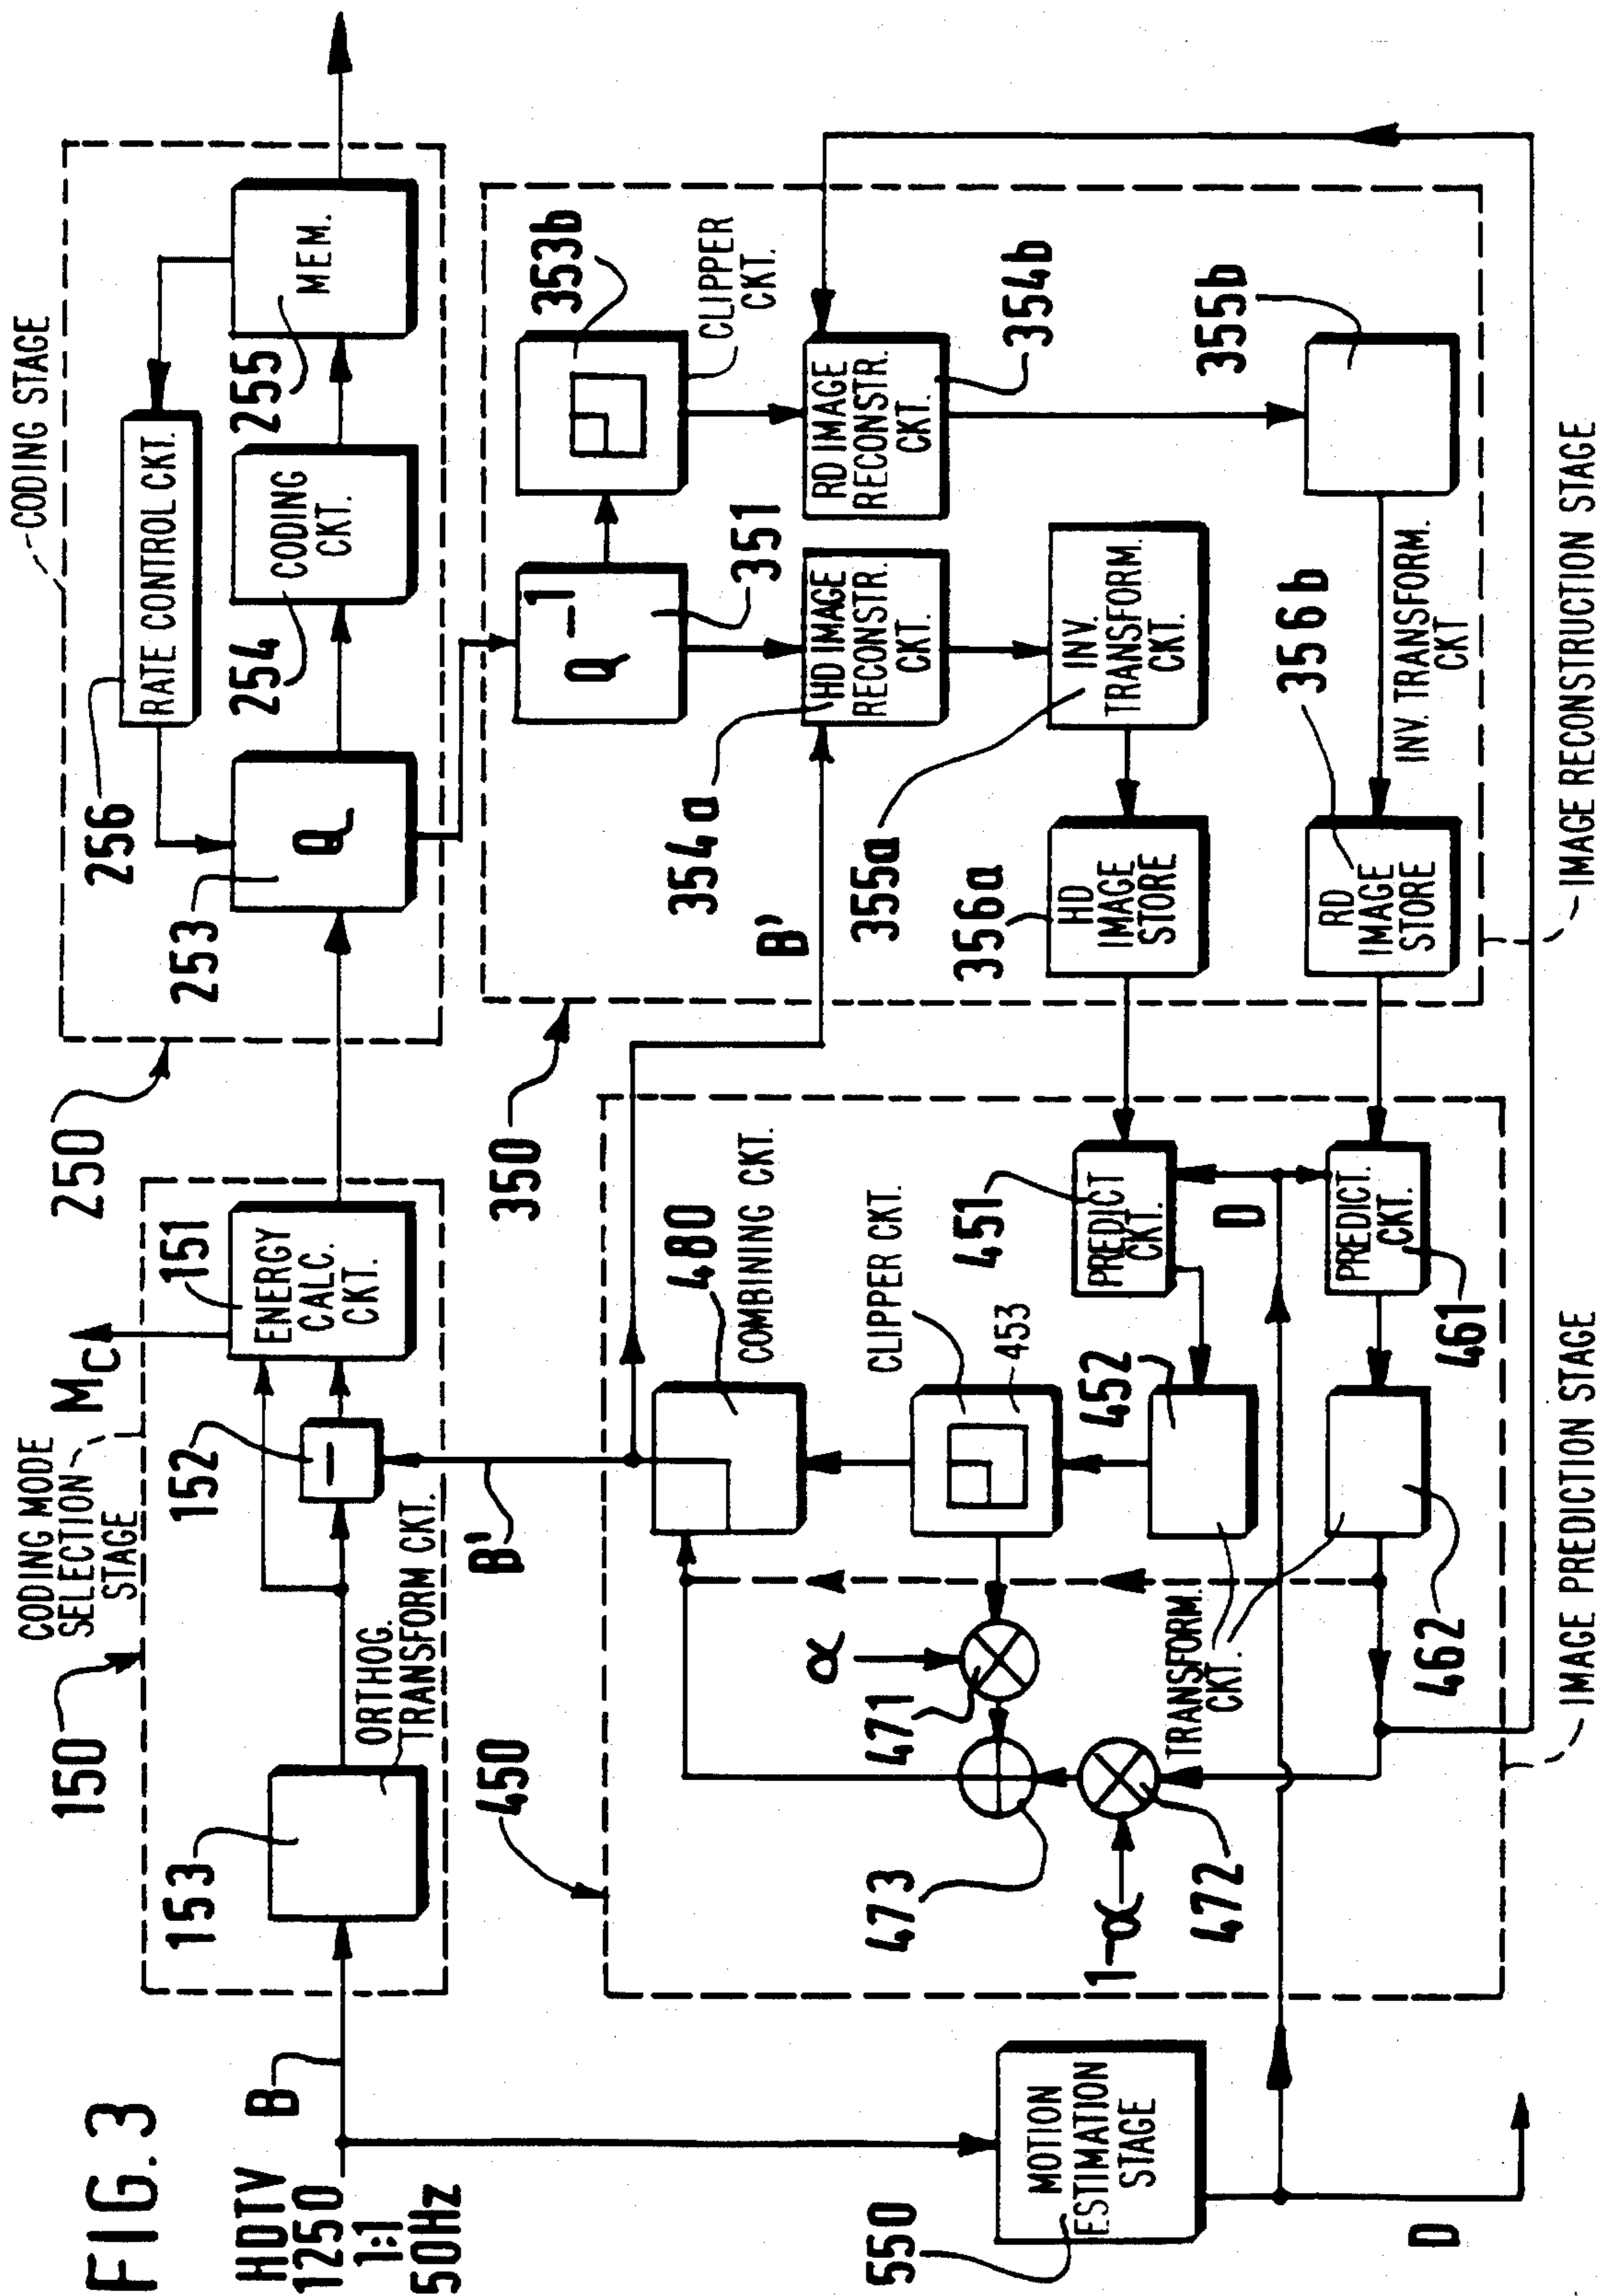 FIG. 3
HDTV
1250
1:1
50Hz
B
153
150
ORTHOG.
TRANSFORM CKT.
CODING MODE
SELECTION
STAGE
152
Mc
151
ENERGY
CALC.
CKT.
B'
250
CODING STAGE
253
Q
256
RATE CONTROL CKT.
254
CODING
CKT.
255
MEM.
350
351
Q-1
353b
CLIPPER
CKT.
354a
HD IMAGE
RECONSTR.
CKT.
B'
RD IMAGE
RECONSTR.
CKT.
354b
355a
INV.
TRANSFORM.
CKT.
355b
356a
HD
IMAGE
STORE
356b
RD
IMAGE
STORE
INV. TRANSFORM.
CKT
IMAGE RECONSTRUCTION STAGE
450
480
COMBINING CKT.
CLIPPER CKT.
453
451
PREDICT
CKT.
452
D
PREDICT.
CKT.
461
462
TRANSFORM.
CKT.
α
471
473
1-α
472
IMAGE PREDICTION STAGE
550
MOTION
ESTIMATION
STAGE
D